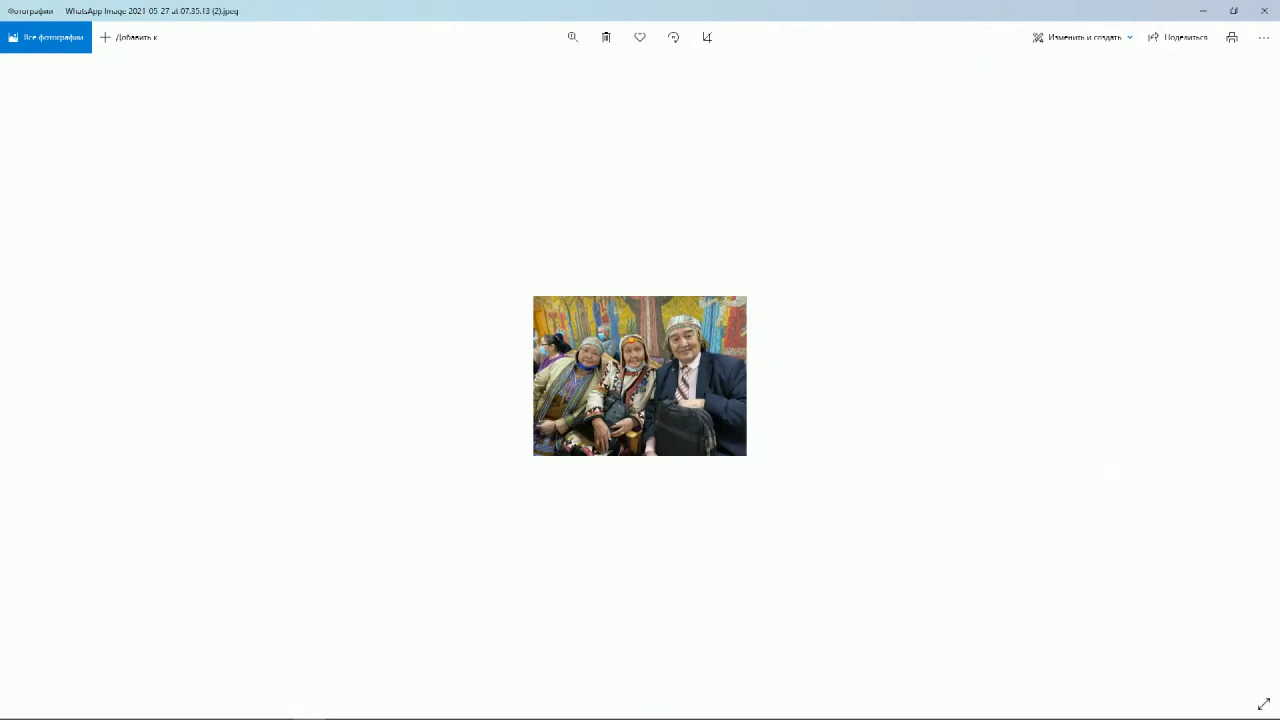 Фотографии WhatsApp Image 2021-05-27 at 07.35.13 (2).jpeg
Все фотографии Добавить к Изменить и создать Поделиться